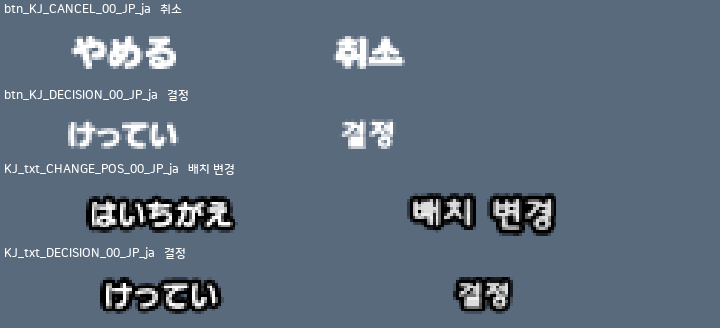 btn_KJ_CANCEL_00_JP_ja 취소
やめる 취소
btn_KJ_DECISION_00_JP_ja 결정
けってい 결정
KJ_txt_CHANGE_POS_00_JP_ja 배치 변경
はいちがえ 배치 변경
KJ_txt_DECISION_00_JP_ja 결정
けってい 결정